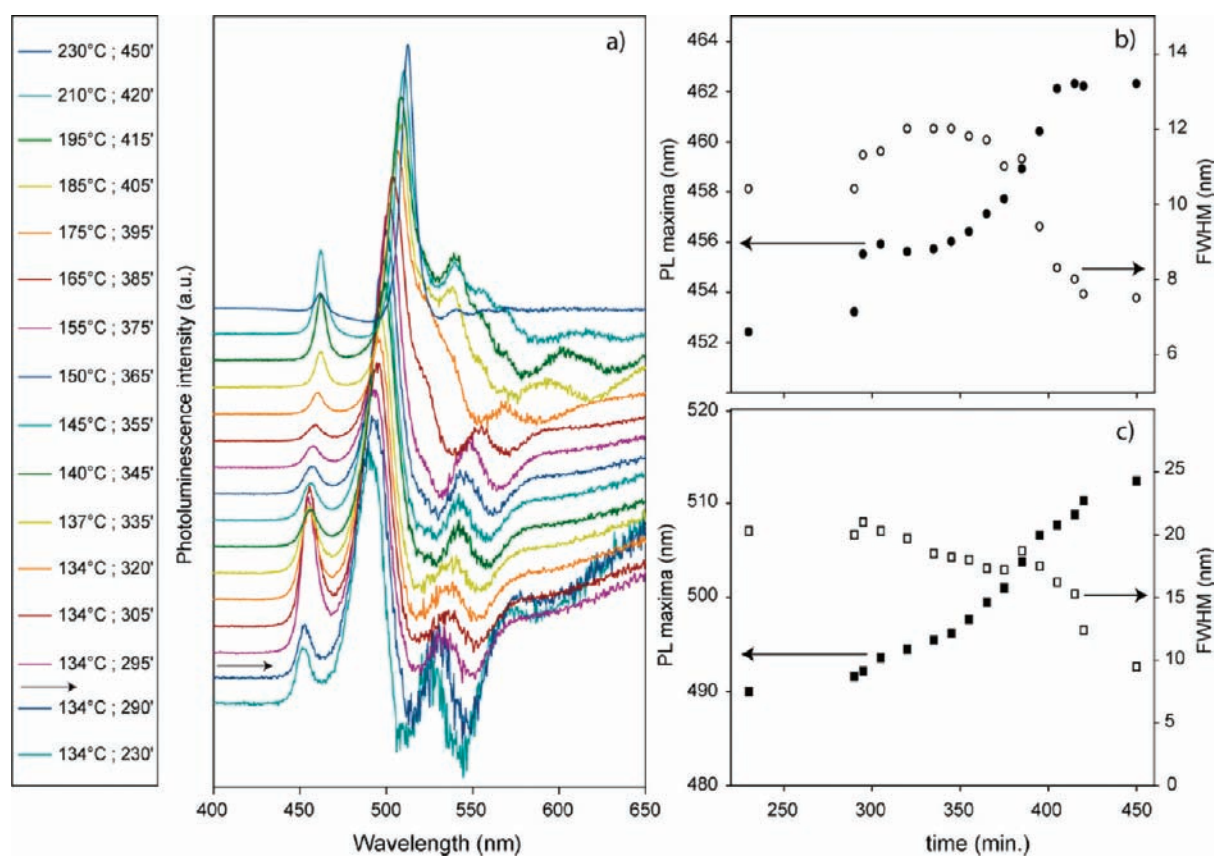 230°C ; 450'
210°C ; 420'
195°C ; 415'
185°C ; 405'
175°C ; 395'
165°C ; 385'
155°C ; 375'
150°C ; 365'
145°C ; 355'
140°C ; 345'
137°C ; 335'
134°C ; 320'
134°C ; 305'
134°C ; 295'
134°C ; 290'
134°C ; 230'
a)
Photoluminescence intensity (a.u.)
400 450 500 550 600 650
Wavelength (nm)
b)
PL maxima (nm)
464
462
460
458
456
454
452
14
12
10
8
6
FWHM (nm)
c)
PL maxima (nm)
520
510
500
490
480
25
20
15
10
5
0
FWHM (nm)
250 300 350 400 450
time (min.)